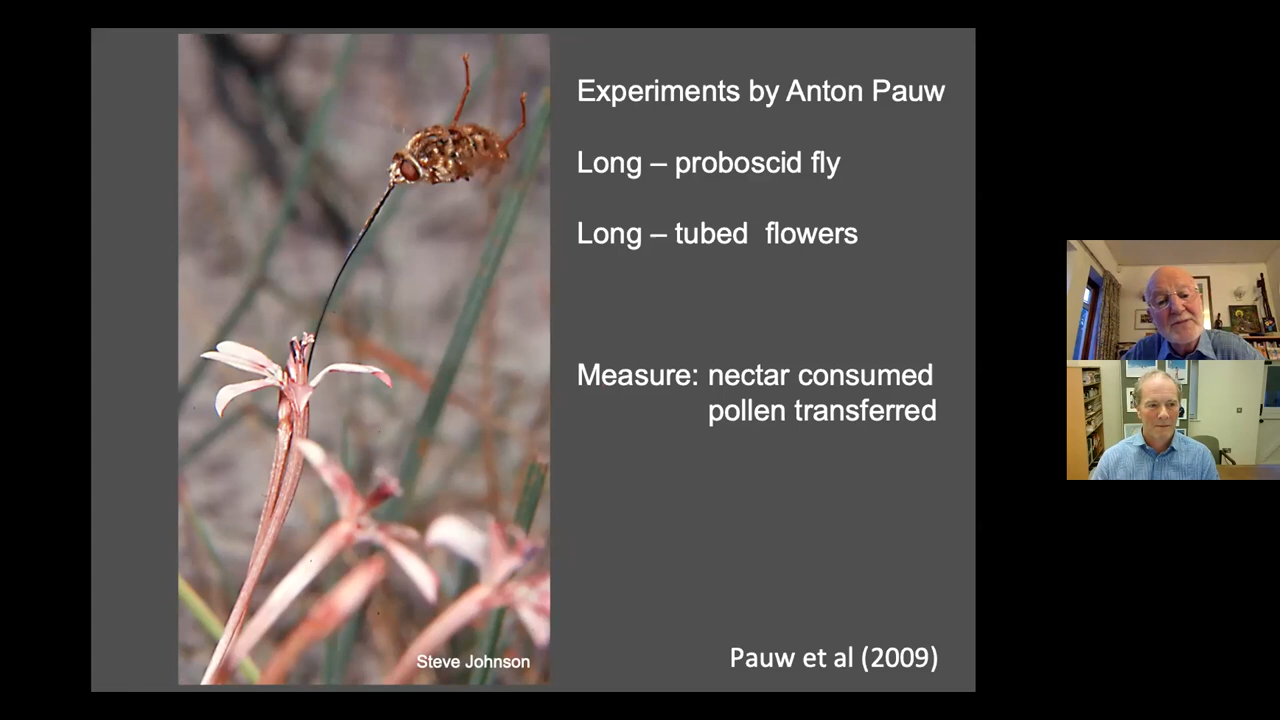 Experiments by Anton Pauw
Long – proboscid fly
Long – tubed flowers
Measure: nectar consumed
pollen transferred
Steve Johnson
Pauw et al (2009)